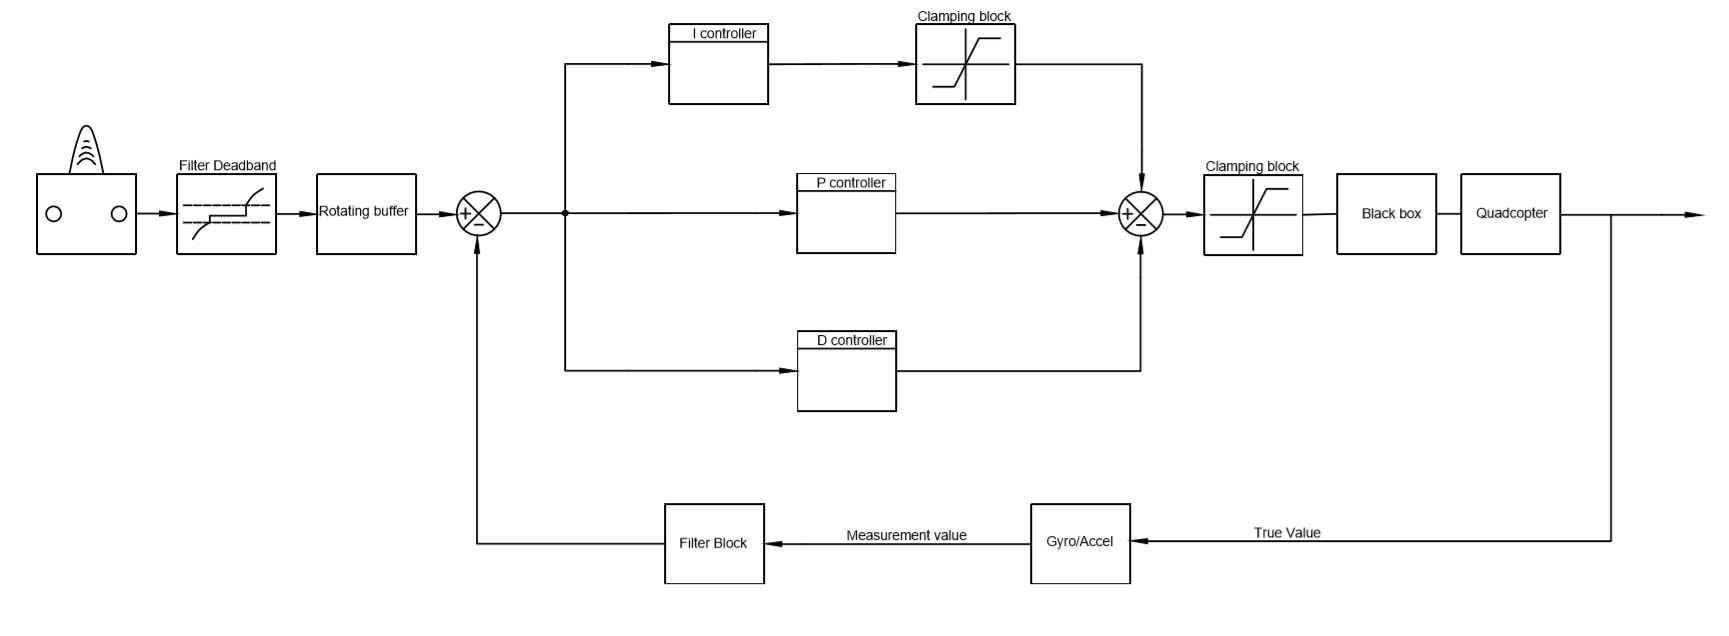 Clamping block
I controller
Filter Deadband
Rotating buffer
+
−
P controller
+
−
Clamping block
Black box
Quadcopter
D controller
Filter Block
Measurement value
Gyro/Accel
True Value